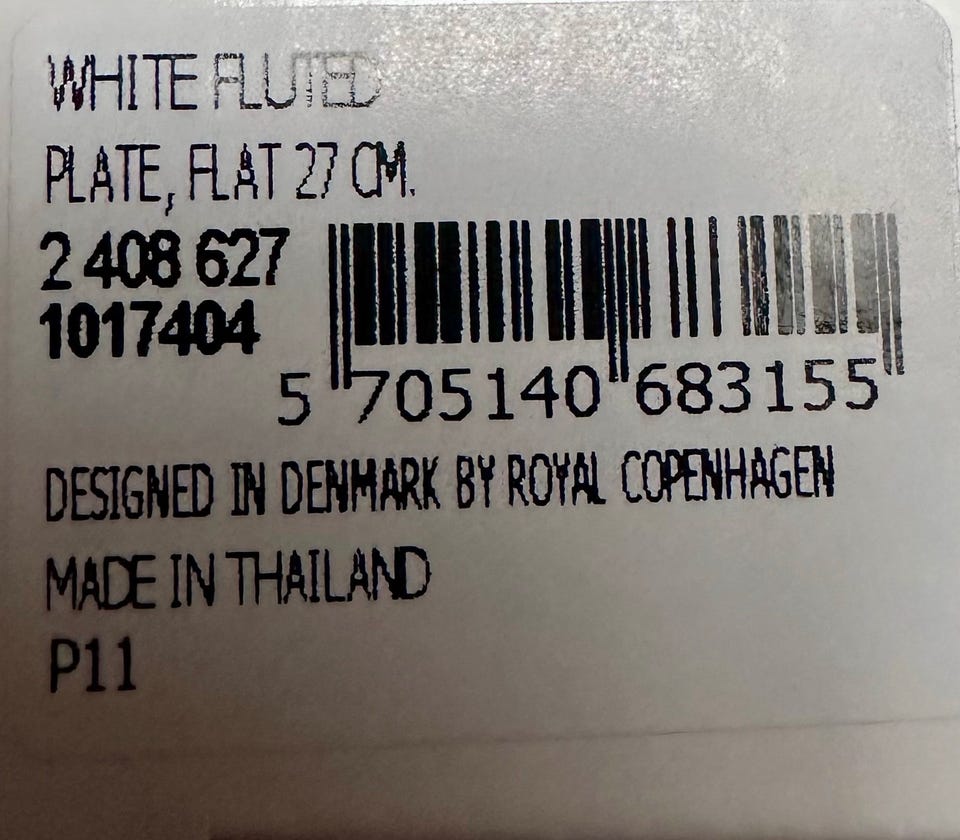 WHITE FLUTED
PLATE, FLAT 27 CM.
2 408 627
1017404
5 705140 683155
DESIGNED IN DENMARK BY ROYAL COPENHAGEN
MADE IN THAILAND
P11